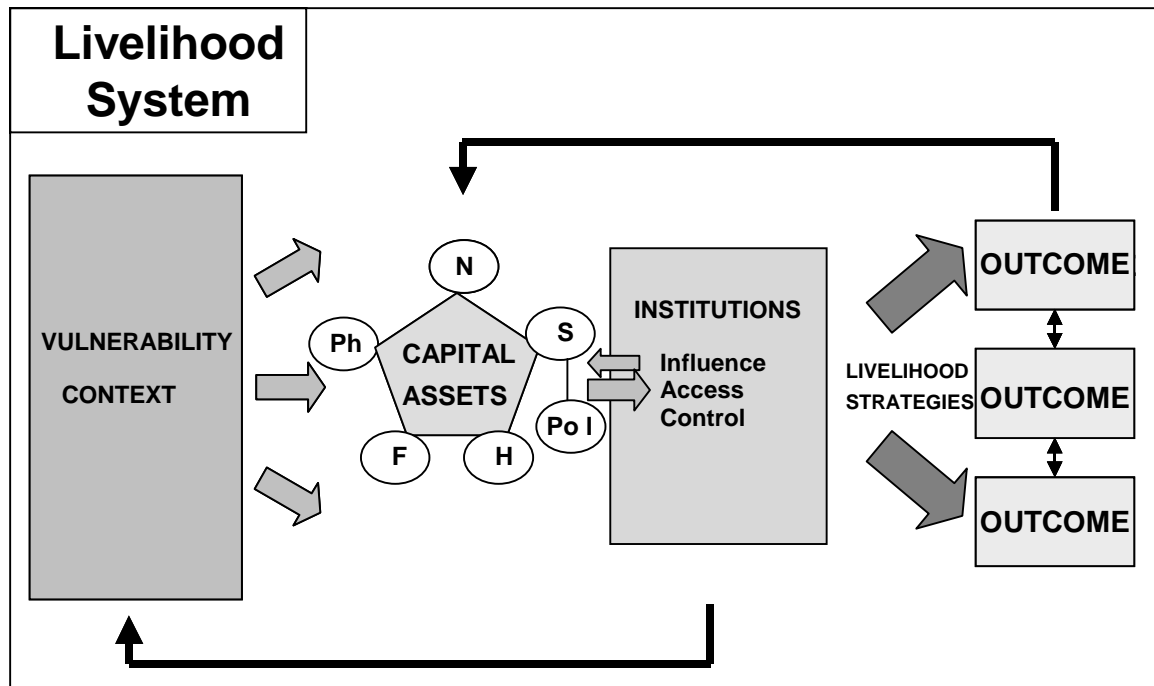 Livelihood
System
VULNERABILITY
CONTEXT
N
Ph
S
CAPITAL
ASSETS
Po l
F
H
INSTITUTIONS
Influence
Access
Control
LIVELIHOOD
STRATEGIES
OUTCOME
OUTCOME
OUTCOME